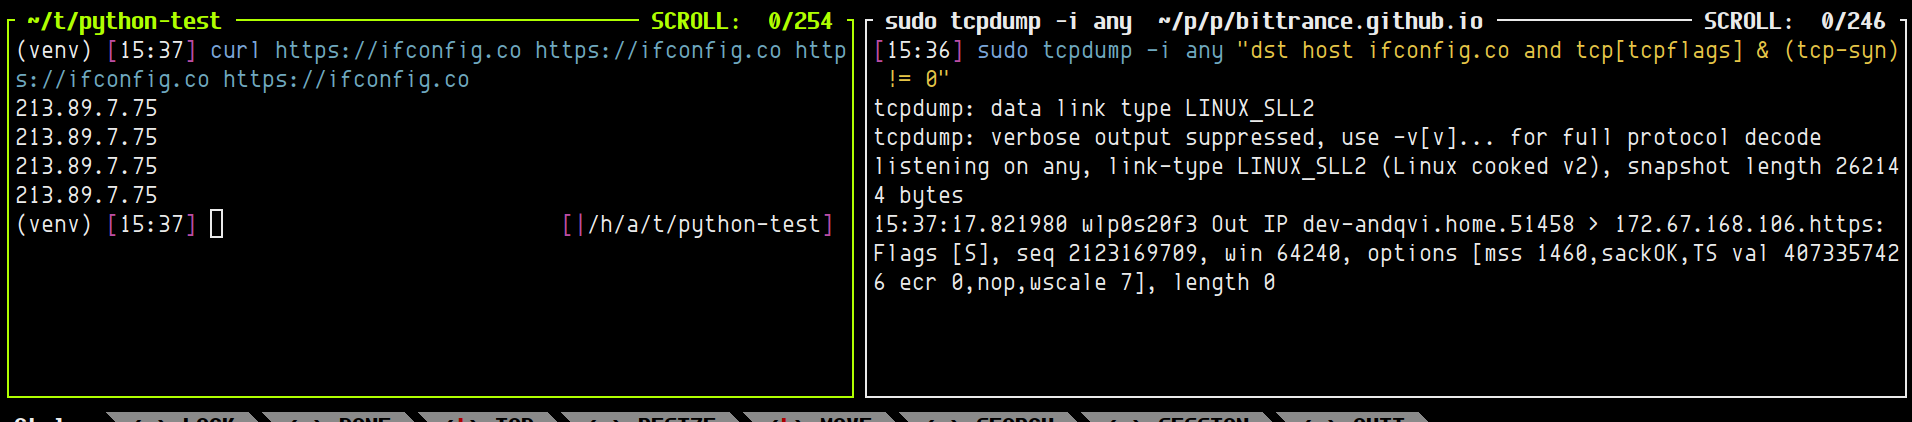 ~/t/python-test SCROLL: 0/254
(venv) [15:37] curl https://ifconfig.co https://ifconfig.co http
s://ifconfig.co https://ifconfig.co
213.89.7.75
213.89.7.75
213.89.7.75
213.89.7.75
(venv) [15:37] [|/h/a/t/python-test]
sudo tcpdump -i any ~/p/p/bittrance.github.io SCROLL: 0/246
[15:36] sudo tcpdump -i any "dst host ifconfig.co and tcp[tcpflags] & (tcp-syn)
!= 0"
tcpdump: data link type LINUX_SLL2
tcpdump: verbose output suppressed, use -v[v]... for full protocol decode
listening on any, link-type LINUX_SLL2 (Linux cooked v2), snapshot length 26214
4 bytes
15:37:17.821980 wlp0s20f3 Out IP dev-andqvi.home.51458 > 172.67.168.106.https:
Flags [S], seq 2123169709, win 64240, options [mss 1460,sackOK,TS val 407335742
6 ecr 0,nop,wscale 7], length 0